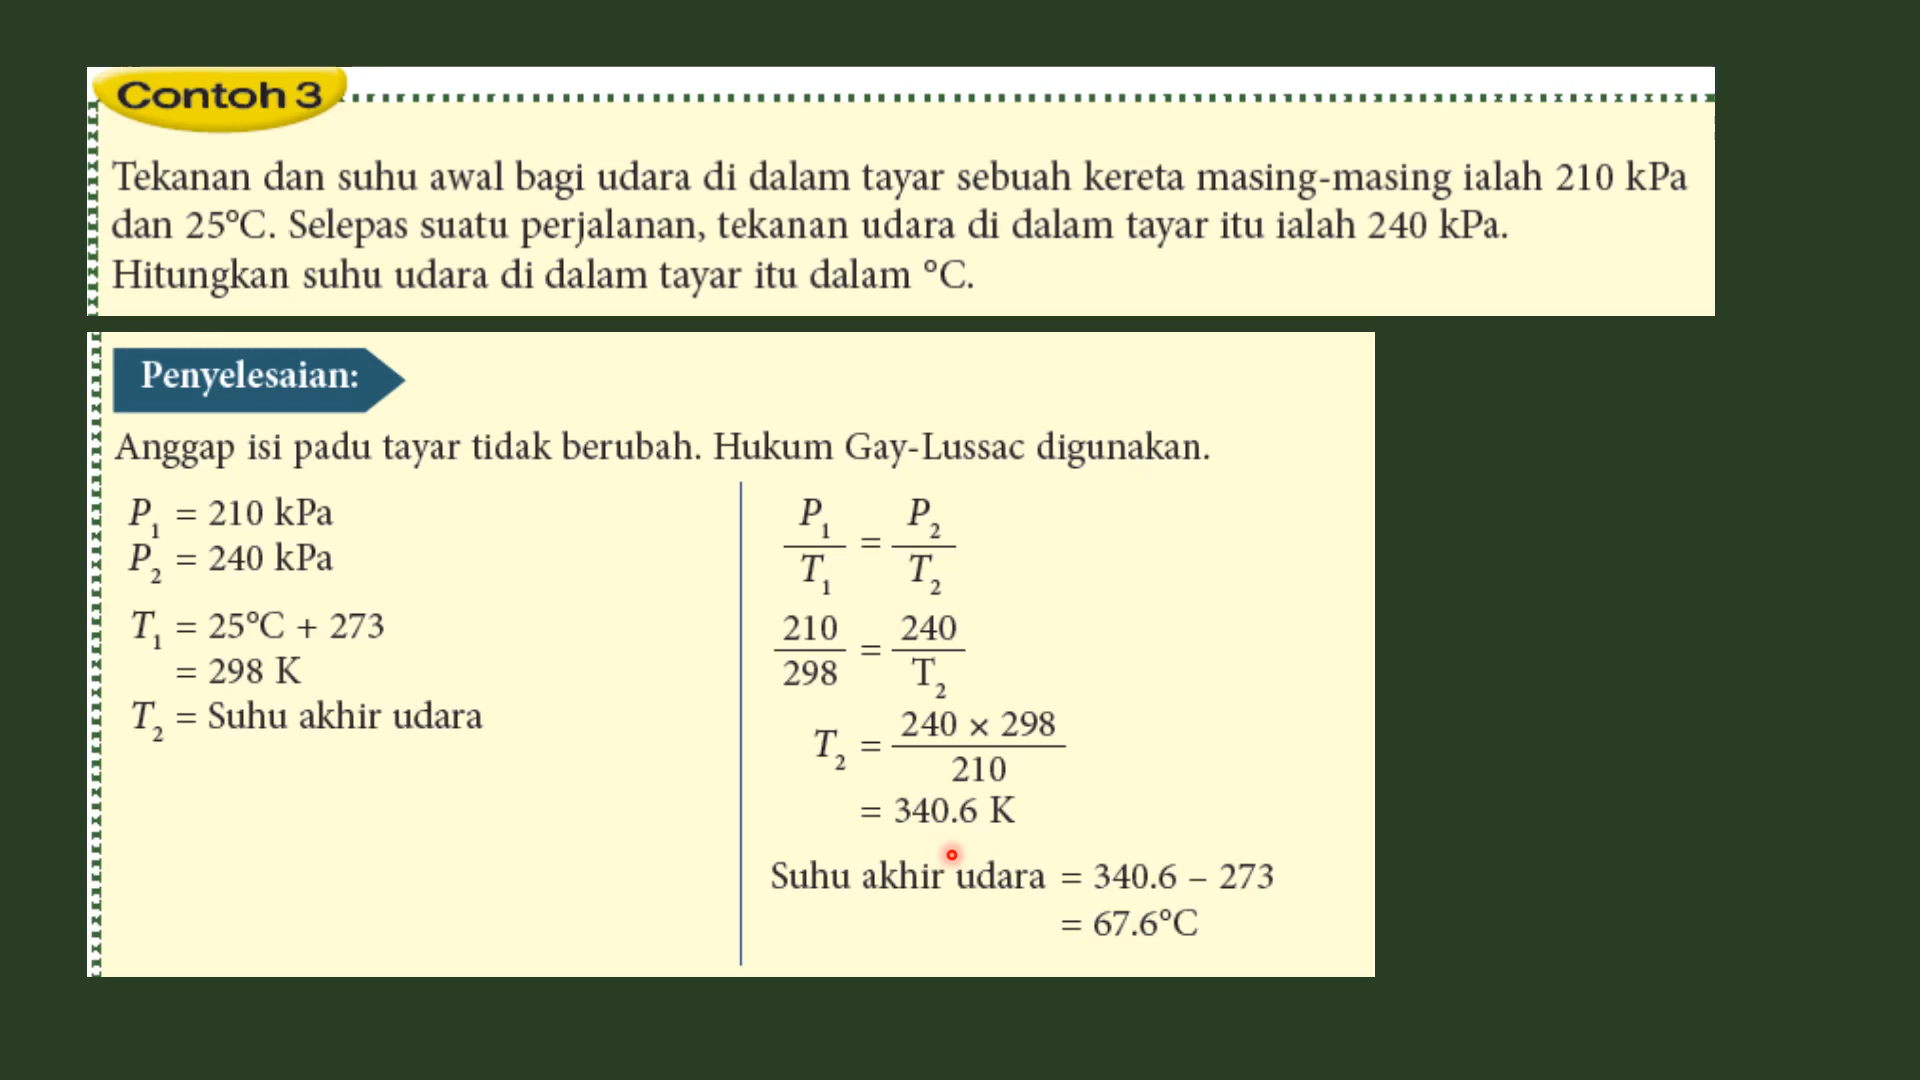 Contoh 3
Tekanan dan suhu awal bagi udara di dalam tayar sebuah kereta masing-masing ialah 210 kPa
dan 25°C. Selepas suatu perjalanan, tekanan udara di dalam tayar itu ialah 240 kPa.
Hitungkan suhu udara di dalam tayar itu dalam °C.
Penyelesaian:
Anggap isi padu tayar tidak berubah. Hukum Gay-Lussac digunakan.
P₁ = 210 kPa
P₂ = 240 kPa
T₁ = 25°C + 273
= 298 K
T₂ = Suhu akhir udara
P₁/T₁ = P₂/T₂
210/298 = 240/T₂
T₂ = (240 × 298)/210
= 340.6 K
Suhu akhir udara = 340.6 – 273
= 67.6°C